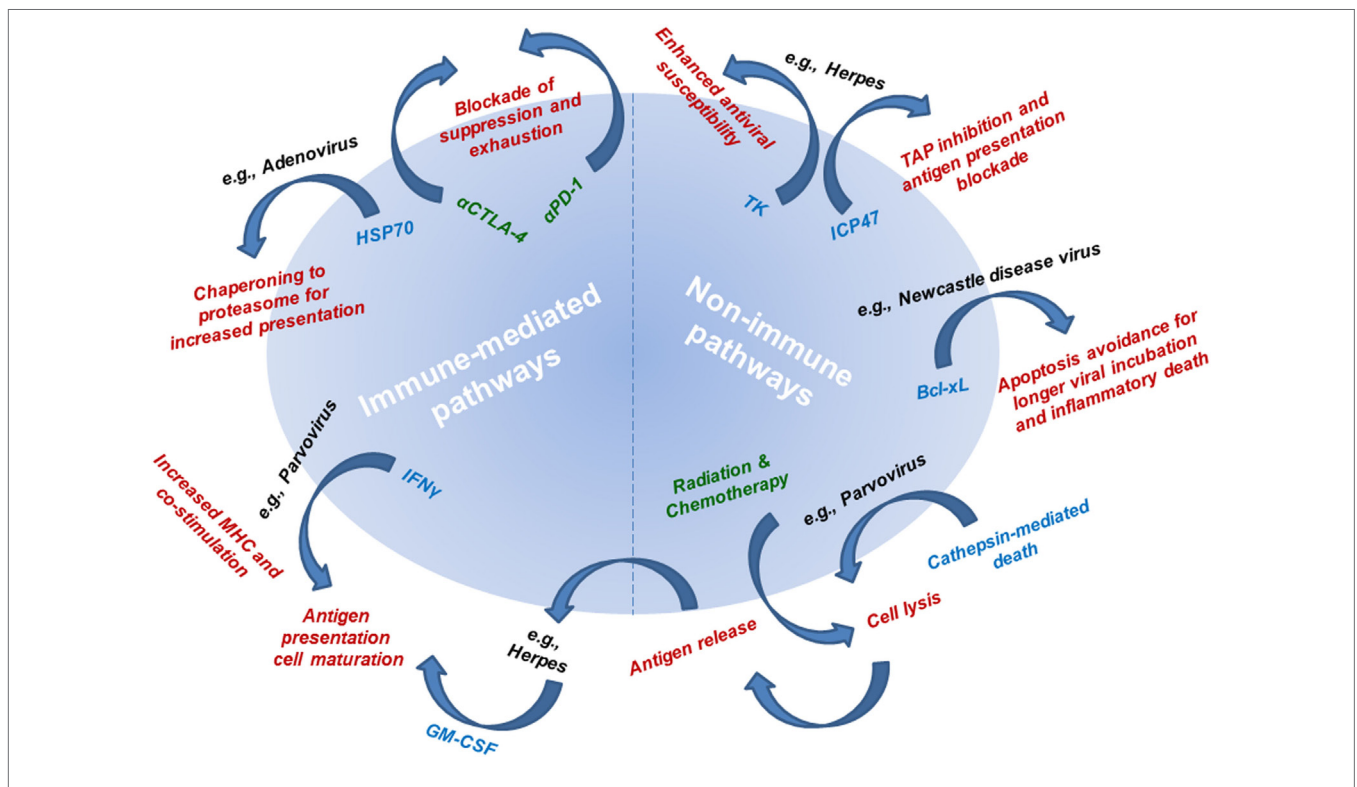 Blockade of
suppression and
exhaustion
e.g., Adenovirus
HSP70
αCTLA-4
αPD-1
Chaperoning to
proteasome for
increased presentation
Immune-mediated
pathways
Enhanced antiviral
susceptibility
e.g., Herpes
TK
ICP47
TAP inhibition and
antigen presentation
blockade
Non-immune
pathways
e.g., Newcastle disease virus
Bcl-xL
Apoptosis avoidance for
longer viral incubation
and inflammatory death
e.g., Parvovirus
IFNγ
Increased MHC and
co-stimulation
Antigen
presentation
cell maturation
GM-CSF
e.g.,
Herpes
Antigen release
Radiation &
Chemotherapy
e.g., Parvovirus
Cathepsin-mediated
death
Cell lysis